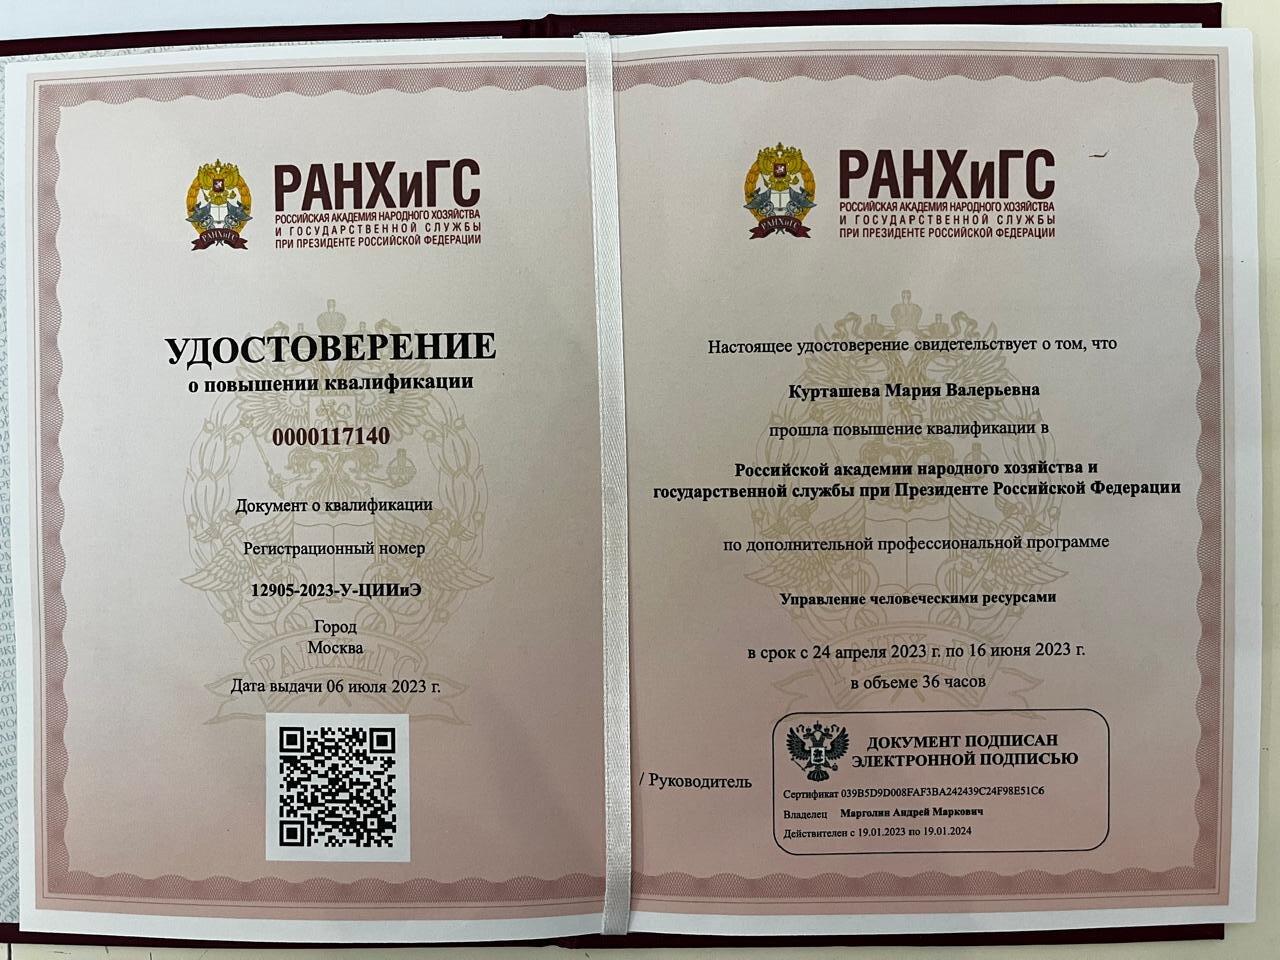 РАНХиГС
РОССИЙСКАЯ АКАДЕМИЯ НАРОДНОГО ХОЗЯЙСТВА
И ГОСУДАРСТВЕННОЙ СЛУЖБЫ
ПРИ ПРЕЗИДЕНТЕ РОССИЙСКОЙ ФЕДЕРАЦИИ
РАНХиГС
УДОСТОВЕРЕНИЕ
о повышении квалификации
0000117140
Документ о квалификации
Регистрационный номер
12905-2023-У-ЦИИиЭ
Город
Москва
РАНХиГС
Дата выдачи 06 июля 2023 г.
РАНХиГС
РОССИЙСКАЯ АКАДЕМИЯ НАРОДНОГО ХОЗЯЙСТВА
И ГОСУДАРСТВЕННОЙ СЛУЖБЫ
ПРИ ПРЕЗИДЕНТЕ РОССИЙСКОЙ ФЕДЕРАЦИИ
РАНХиГС
Настоящее удостоверение свидетельствует о том, что
Курташева Мария Валерьевна
прошла повышение квалификации в
Российской академии народного хозяйства и
государственной службы при Президенте Российской Федерации
по дополнительной профессиональной программе
Управление человеческими ресурсами
в срок с 24 апреля 2023 г. по 16 июня 2023 г.
РАНХиГС
в объеме 36 часов
/ Руководитель
ДОКУМЕНТ ПОДПИСАН
ЭЛЕКТРОННОЙ ПОДПИСЬЮ
Сертификат 039B5D9D008FAF3BA242439C24F98E51C6
Владелец Марголин Андрей Маркович
Действителен с 19.01.2023 по 19.01.2024